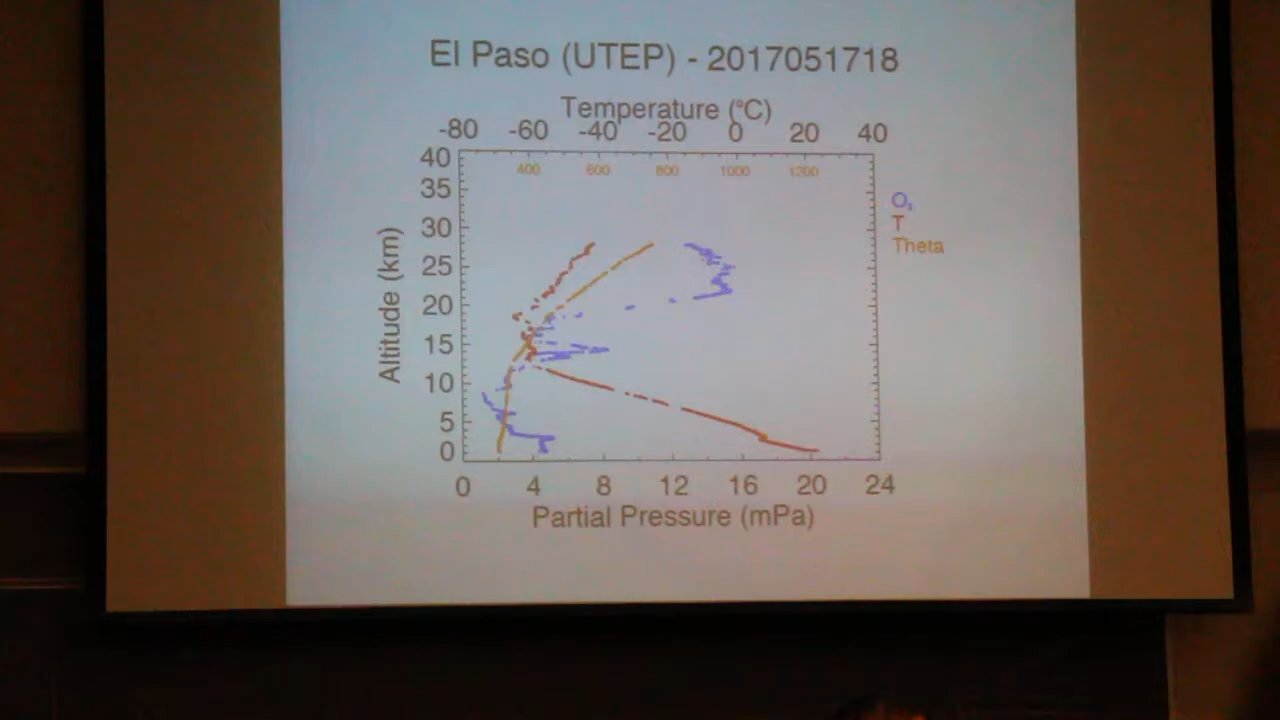 El Paso (UTEP) - 2017051718
Temperature (°C)
-80 -60 -40 -20 0 20 40
400 600 800 1000 1200
40
35
30
25
20
15
10
5
0
Altitude (km)
O₃
T
Theta
0 4 8 12 16 20 24
Partial Pressure (mPa)